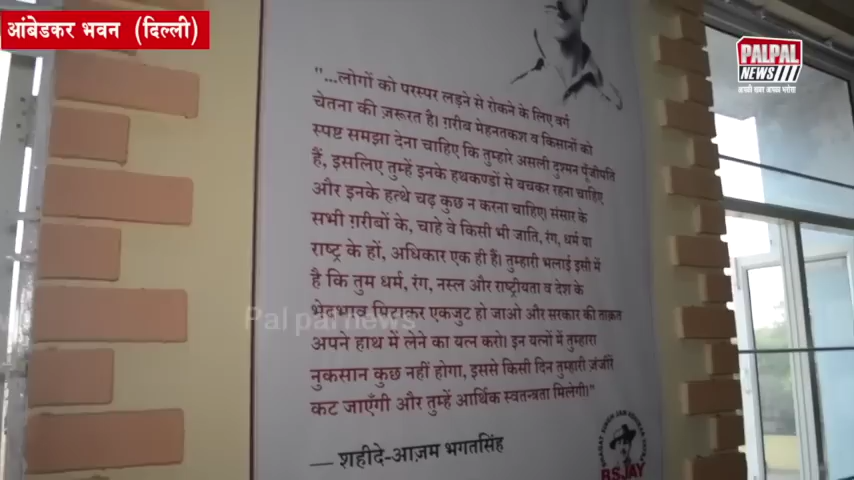 आंबेडकर भवन (दिल्ली)
PALPAL
NEWS
"...लोगों को परस्पर लड़ने से रोकने के लिए वर्ग
चेतना की ज़रूरत है। ग़रीब मेहनतकश व किसानों को
स्पष्ट समझा देना चाहिए कि तुम्हारे असली दुश्मन पूँजीपति
हैं, इसलिए तुम्हें इनके हथकण्डों से बचकर रहना चाहिए
और इनके हत्थे चढ़ कुछ न करना चाहिए। संसार के
सभी ग़रीबों के, चाहे वे किसी भी जाति, रंग, धर्म या
राष्ट्र के हों, अधिकार एक ही हैं। तुम्हारी भलाई इसी में
है कि तुम धर्म, रंग, नस्ल और राष्ट्रीयता व देश के
भेदभाव मिटाकर एकजुट हो जाओ और सरकार की ताक़त
अपने हाथ में लेने का यत्न करो। इन यत्नों में तुम्हारा
नुकसान कुछ नहीं होगा, इससे किसी दिन तुम्हारी ज़ंजीरें
कट जाएँगी और तुम्हें आर्थिक स्वतन्त्रता मिलेगी।"
— शहीदे-आज़म भगतसिंह
Pal pal news
BSJAY